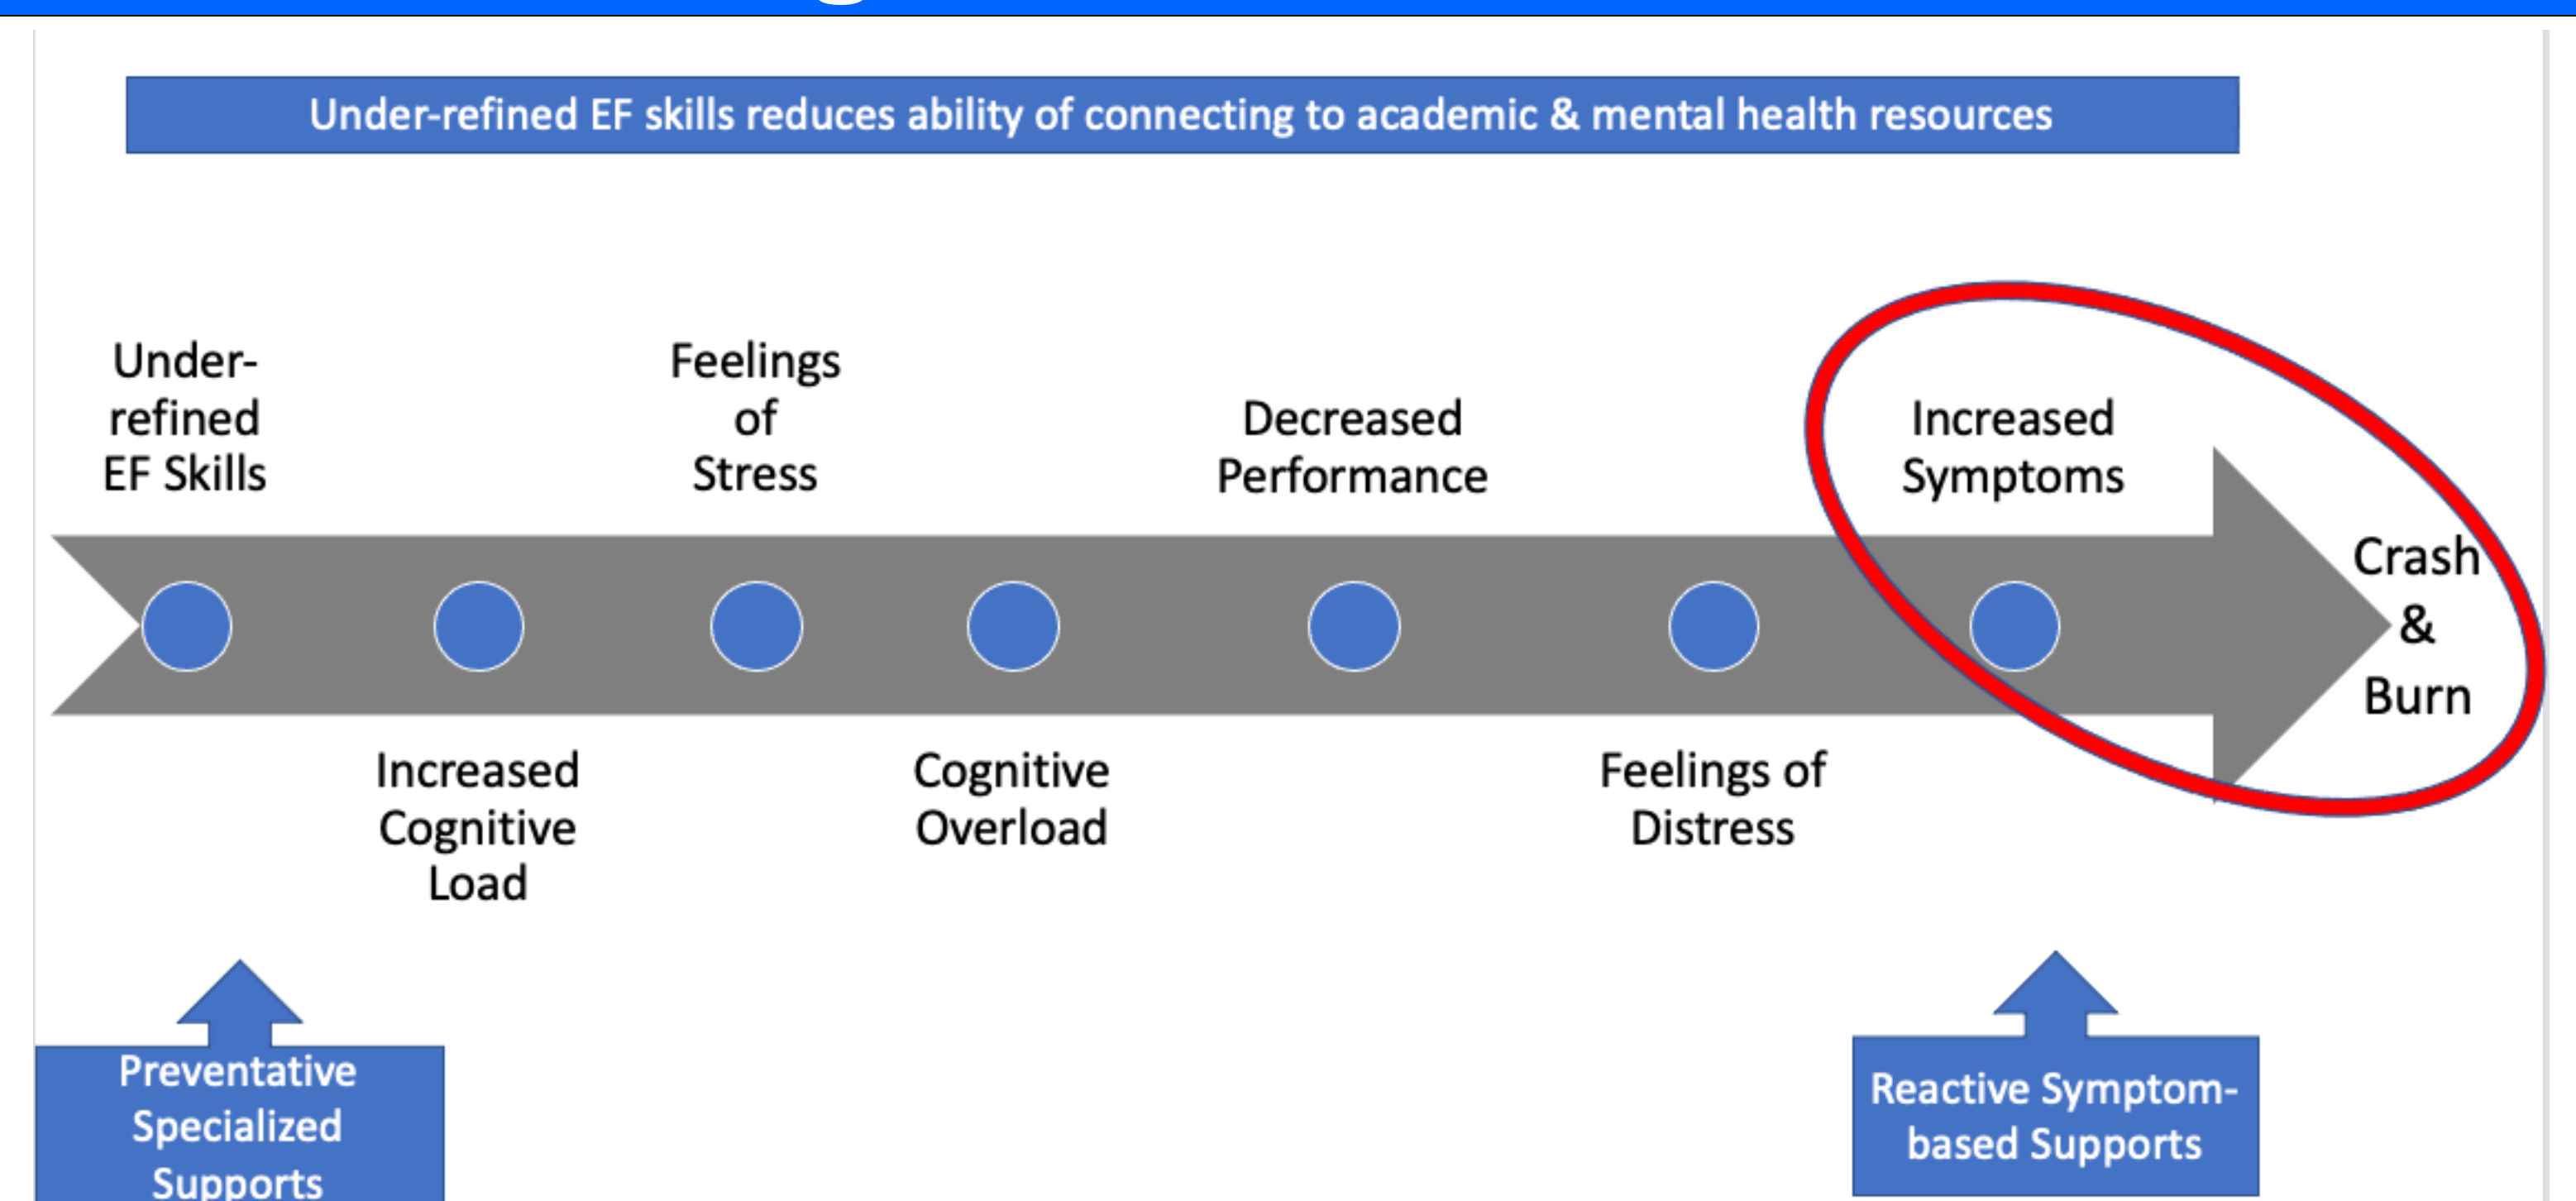 Under-refined EF skills reduces ability of connecting to academic & mental health resources
Under-
refined
EF Skills
Feelings
of
Stress
Decreased
Performance
Increased
Symptoms
Crash
&
Burn
Increased
Cognitive
Load
Cognitive
Overload
Feelings of
Distress
Preventative
Specialized
Supports
Reactive Symptom-
based Supports